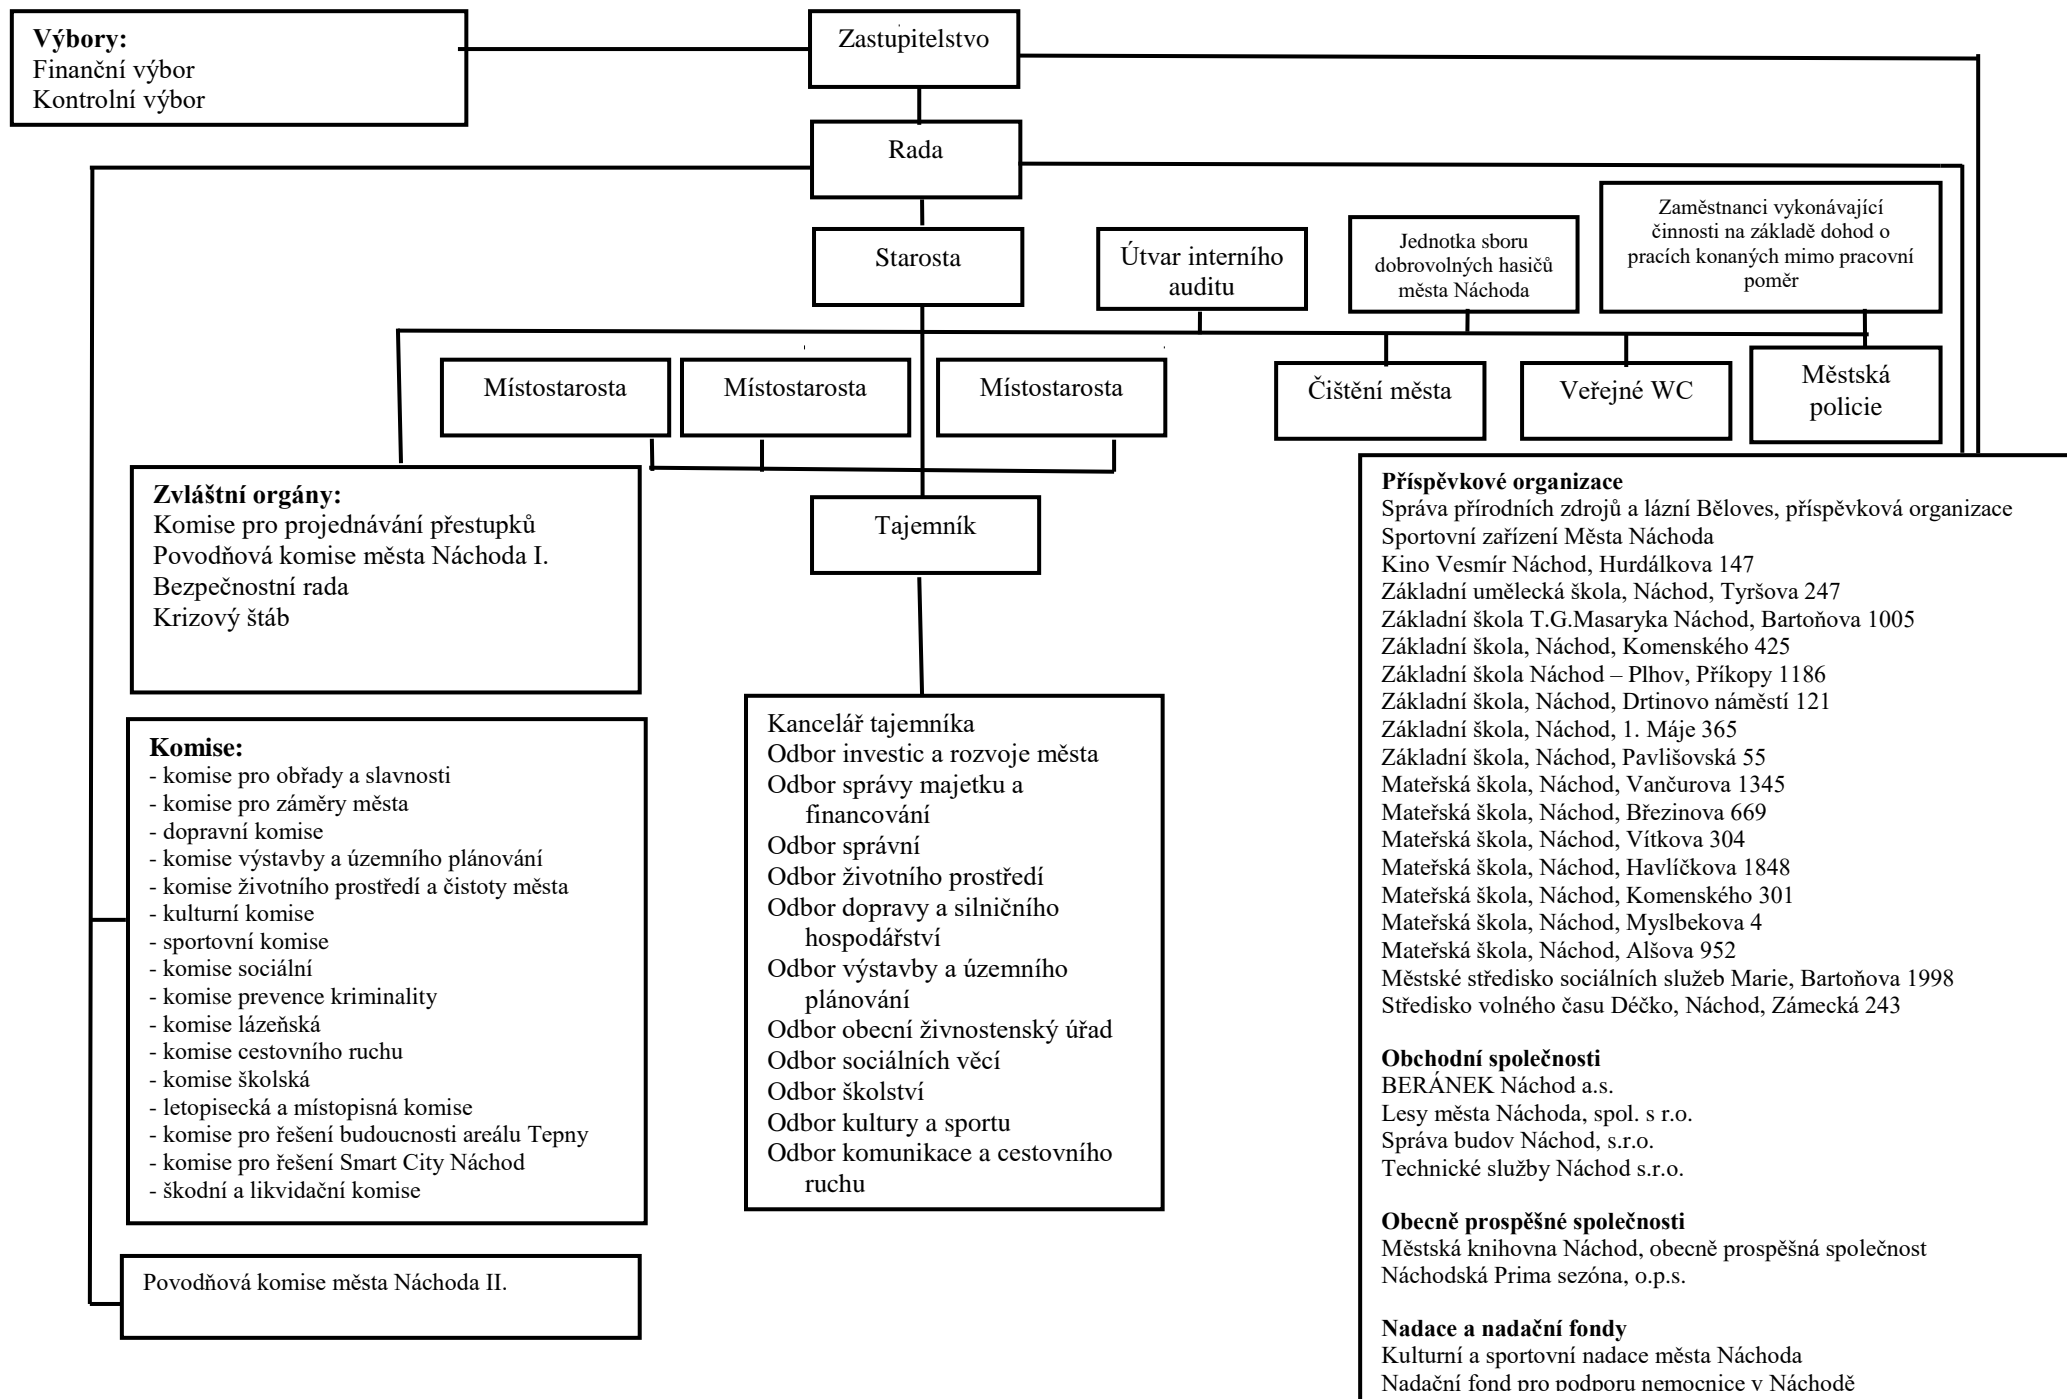 Výbory:
Finanční výbor
Kontrolní výbor
Zastupitelstvo
Rada
Starosta
Útvar interního
auditu
Jednotka sboru
dobrovolných hasičů
města Náchoda
Zaměstnanci vykonávající
činnosti na základě dohod o
pracích konaných mimo pracovní
poměr
Místostarosta
Místostarosta
Místostarosta
Čištění města
Veřejné WC
Městská
policie
Zvláštní orgány:
Komise pro projednávání přestupků
Povodňová komise města Náchoda I.
Bezpečnostní rada
Krizový štáb
Tajemník
Komise:
- komise pro obřady a slavnosti
- komise pro záměry města
- dopravní komise
- komise výstavby a územního plánování
- komise životního prostředí a čistoty města
- kulturní komise
- sportovní komise
- komise sociální
- komise prevence kriminality
- komise lázeňská
- komise cestovního ruchu
- komise školská
- letopisecká a místopisná komise
- komise pro řešení budoucnosti areálu Tepny
- komise pro řešení Smart City Náchod
- škodní a likvidační komise
Povodňová komise města Náchoda II.
Kancelář tajemníka
Odbor investic a rozvoje města
Odbor správy majetku a
financování
Odbor správní
Odbor životního prostředí
Odbor dopravy a silničního
hospodářství
Odbor výstavby a územního
plánování
Odbor obecní živnostenský úřad
Odbor sociálních věcí
Odbor školství
Odbor kultury a sportu
Odbor komunikace a cestovního
ruchu
Příspěvkové organizace
Správa přírodních zdrojů a lázní Běloves, příspěvková organizace
Sportovní zařízení Města Náchoda
Kino Vesmír Náchod, Hurdálkova 147
Základní umělecká škola, Náchod, Tyršova 247
Základní škola T.G.Masaryka Náchod, Bartoňova 1005
Základní škola, Náchod, Komenského 425
Základní škola Náchod – Plhov, Příkopy 1186
Základní škola, Náchod, Drtinovo náměstí 121
Základní škola, Náchod, 1. Máje 365
Základní škola, Náchod, Pavlišovská 55
Mateřská škola, Náchod, Vančurova 1345
Mateřská škola, Náchod, Březinova 669
Mateřská škola, Náchod, Vítkova 304
Mateřská škola, Náchod, Havlíčkova 1848
Mateřská škola, Náchod, Komenského 301
Mateřská škola, Náchod, Myslbekova 4
Mateřská škola, Náchod, Alšova 952
Městské středisko sociálních služeb Marie, Bartoňova 1998
Středisko volného času Déčko, Náchod, Zámecká 243
Obchodní společnosti
BERÁNEK Náchod a.s.
Lesy města Náchoda, spol. s r.o.
Správa budov Náchod, s.r.o.
Technické služby Náchod s.r.o.
Obecně prospěšné společnosti
Městská knihovna Náchod, obecně prospěšná společnost
Náchodská Prima sezóna, o.p.s.
Nadace a nadační fondy
Kulturní a sportovní nadace města Náchoda
Nadační fond pro podporu nemocnice v Náchodě